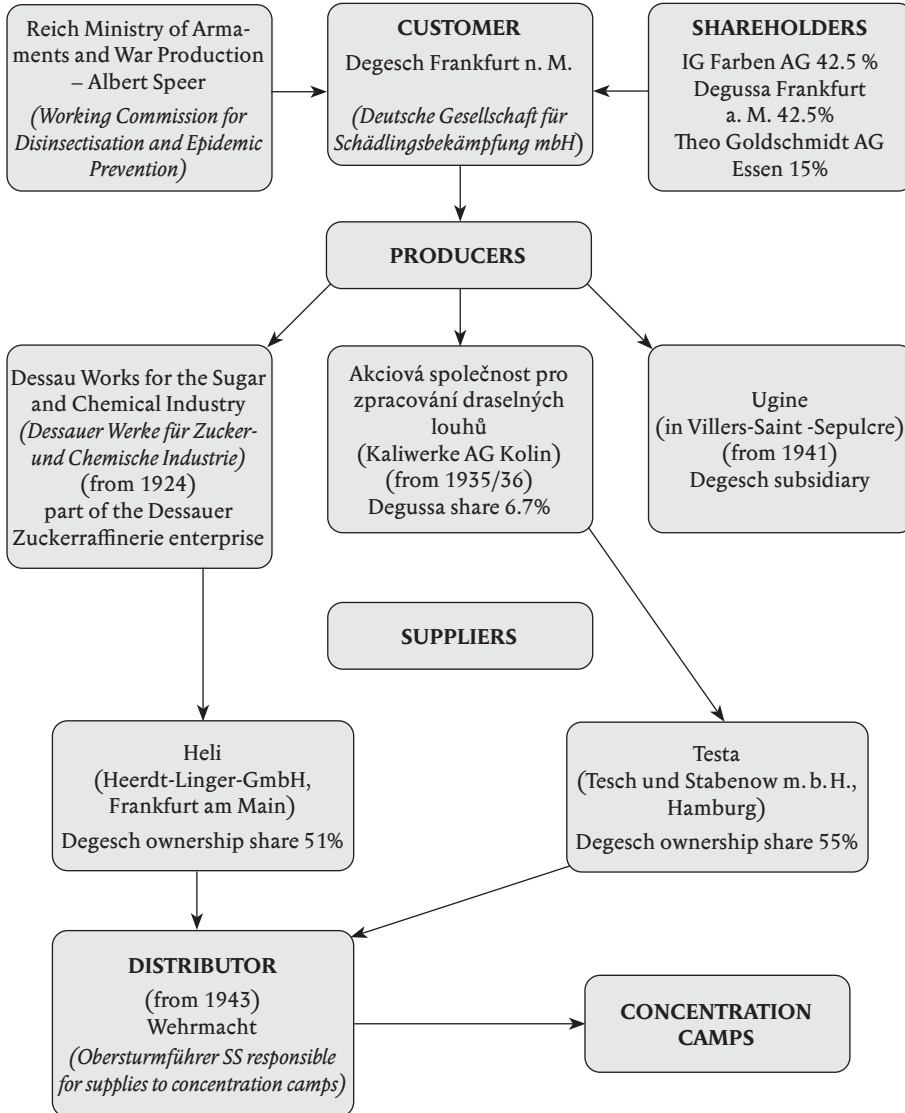 Reich Ministry of Arma-
ments and War Production
– Albert Speer
(Working Commission for
Disinsectisation and Epidemic
Prevention)
CUSTOMER
Degesch Frankfurt n. M.
(Deutsche Gesellschaft für
Schädlingsbekämpfung mbH)
SHAREHOLDERS
IG Farben AG 42.5 %
Degussa Frankfurt
a. M. 42.5%
Theo Goldschmidt AG
Essen 15%
PRODUCERS
Dessau Works for the Sugar
and Chemical Industry
(Dessauer Werke für Zucker-
und Chemische Industrie)
(from 1924)
part of the Dessauer
Zuckerraffinerie enterprise
Akciová společnost pro
zpracování draselných
louhů
(Kaliwerke AG Kolin)
(from 1935/36)
Degussa share 6.7%
Ugine
(in Villers-Saint -Sepulcre)
(from 1941)
Degesch subsidiary
SUPPLIERS
Heli
(Heerdt-Linger-GmbH,
Frankfurt am Main)
Degesch ownership share 51%
Testa
(Tesch und Stabenow m. b. H.,
Hamburg)
Degesch ownership share 55%
DISTRIBUTOR
(from 1943)
Wehrmacht
(Obersturmführer SS responsible
for supplies to concentration camps)
CONCENTRATION
CAMPS